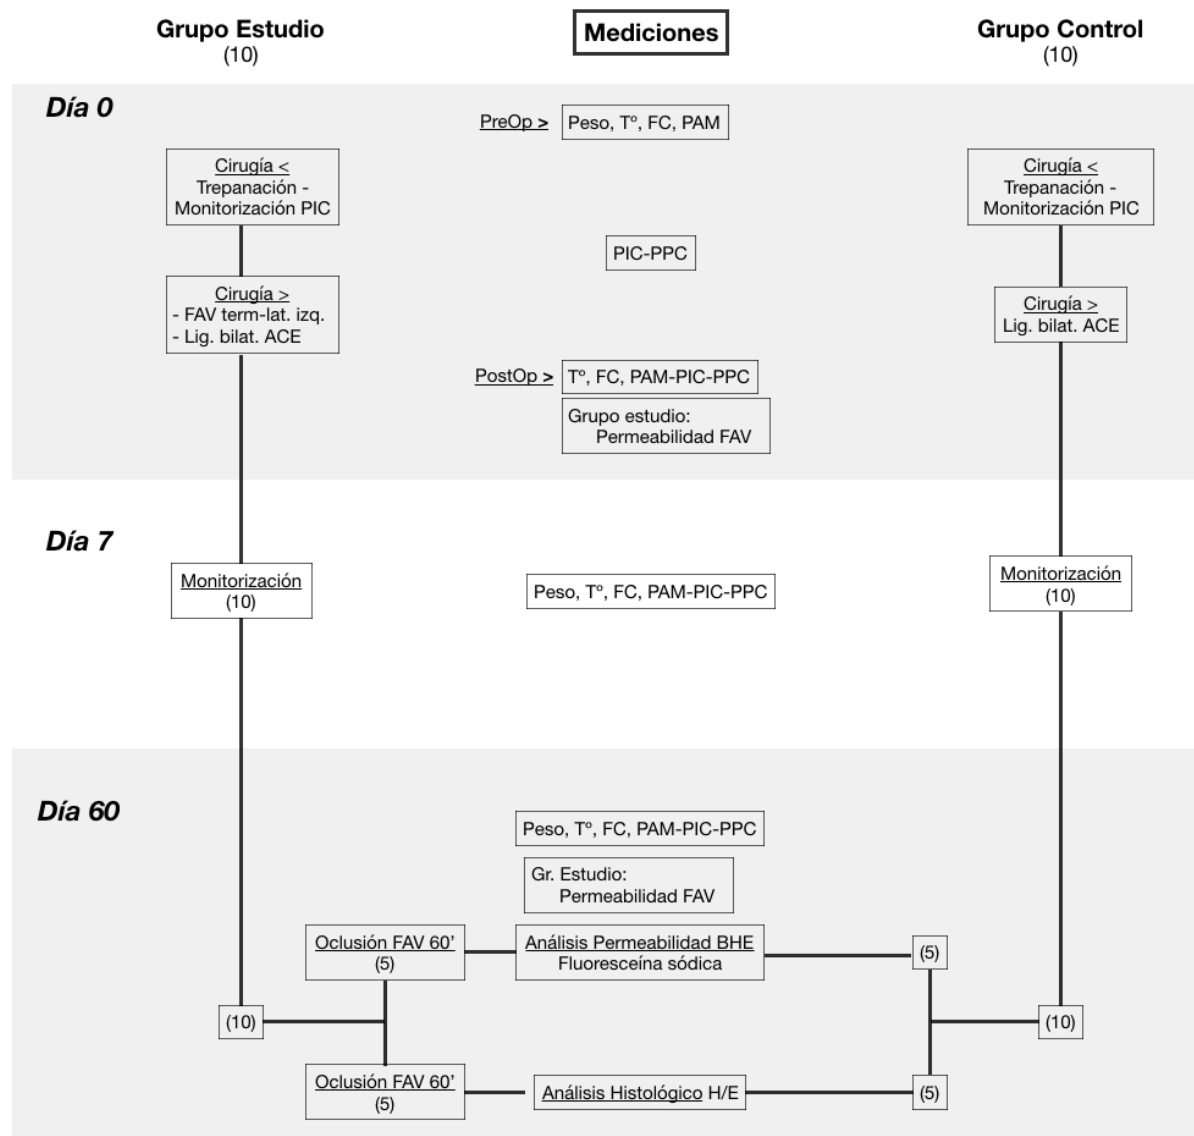 Grupo Estudio
(10)
Mediciones
Grupo Control
(10)
Día 0
PreOp >
Peso, Tº, FC, PAM
Cirugía <
Trepanación -
Monitorización PIC
Cirugía <
Trepanación -
Monitorización PIC
PIC-PPC
Cirugía >
- FAV term-lat. izq.
- Lig. bilat. ACE
Cirugía >
Lig. bilat. ACE
PostOp >
Tº, FC, PAM-PIC-PPC
Grupo estudio:
Permeabilidad FAV
Día 7
Monitorización
(10)
Peso, Tº, FC, PAM-PIC-PPC
Monitorización
(10)
Día 60
Peso, Tº, FC, PAM-PIC-PPC
Gr. Estudio:
Permeabilidad FAV
Oclusión FAV 60’
(5)
Análisis Permeabilidad BHE
Fluoresceína sódica
(5)
(10)
(10)
Oclusión FAV 60’
(5)
Análisis Histológico H/E
(5)